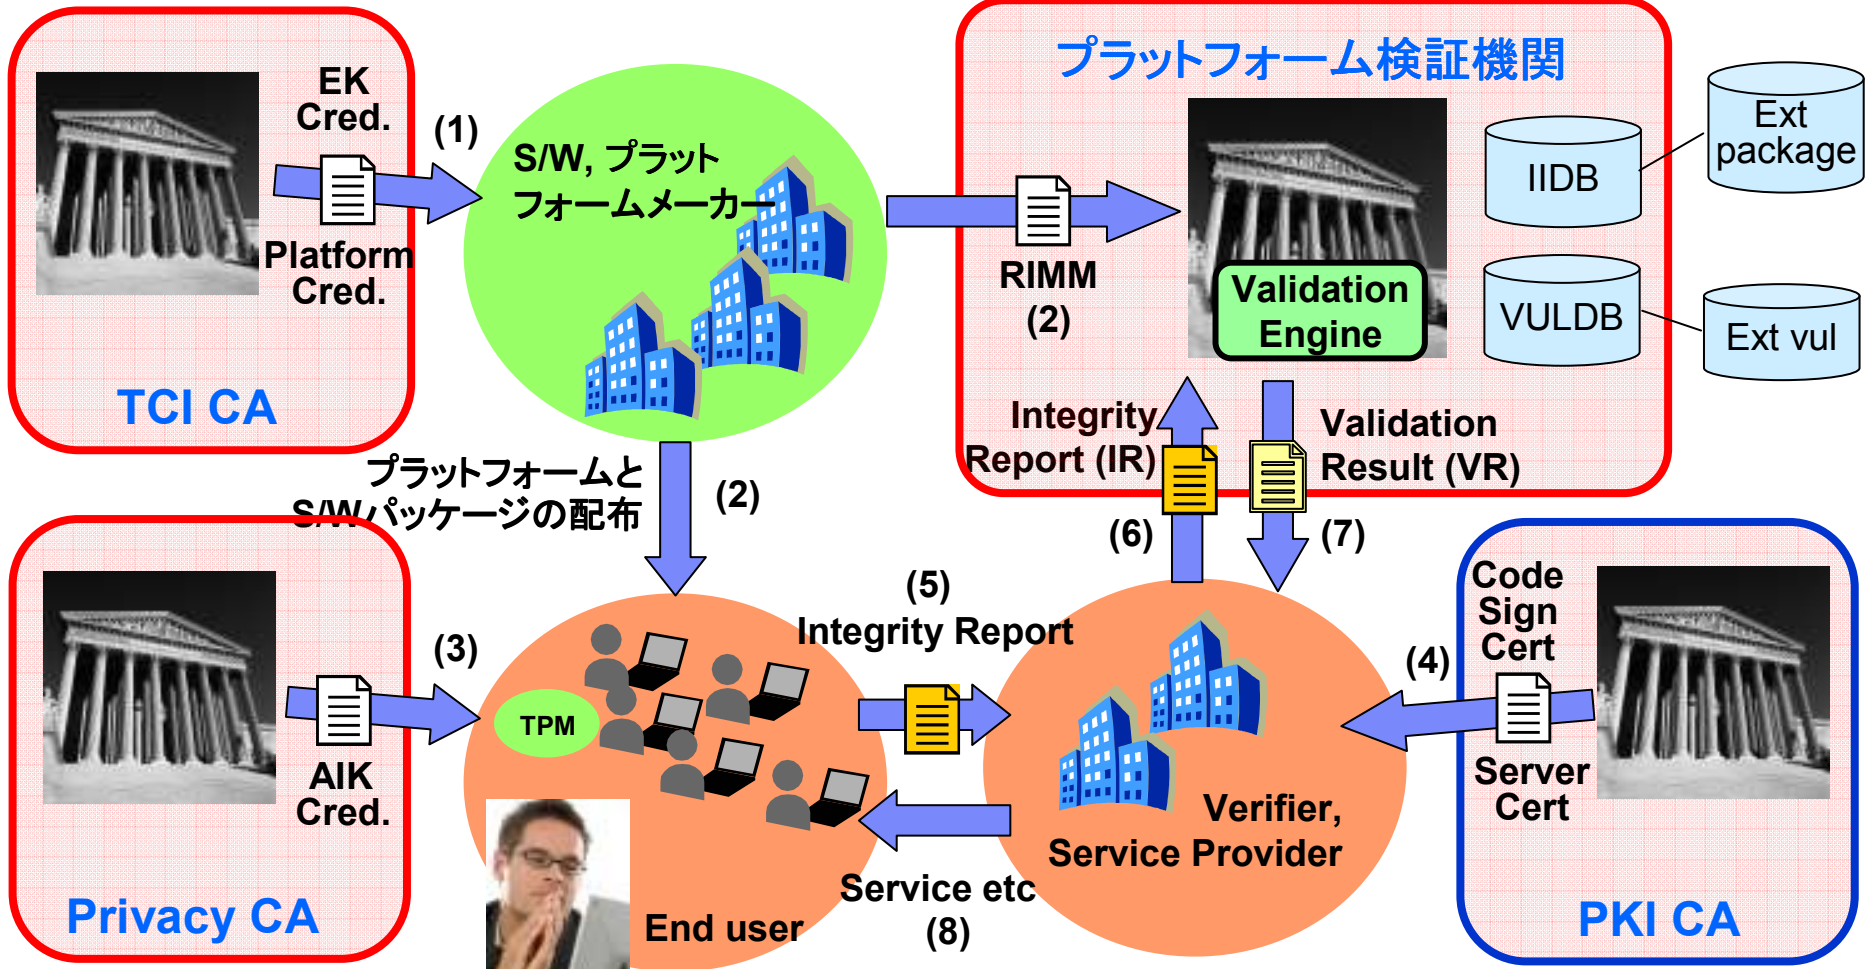 EK
Cred.
(1)
Platform
Cred.
TCI CA
S/W, プラット
フォームメーカー
プラットフォーム検証機関
RIMM
(2)
Validation
Engine
IIDB
VULDB
Ext
package
Ext vul
プラットフォームと
S/Wパッケージの配布
(2)
Integrity
Report (IR)
(6)
Validation
Result (VR)
(7)
AIK
Cred.
(3)
Privacy CA
TPM
End user
(5)
Integrity Report
Service etc
(8)
Verifier,
Service Provider
(4)
Code
Sign
Cert
Server
Cert
PKI CA